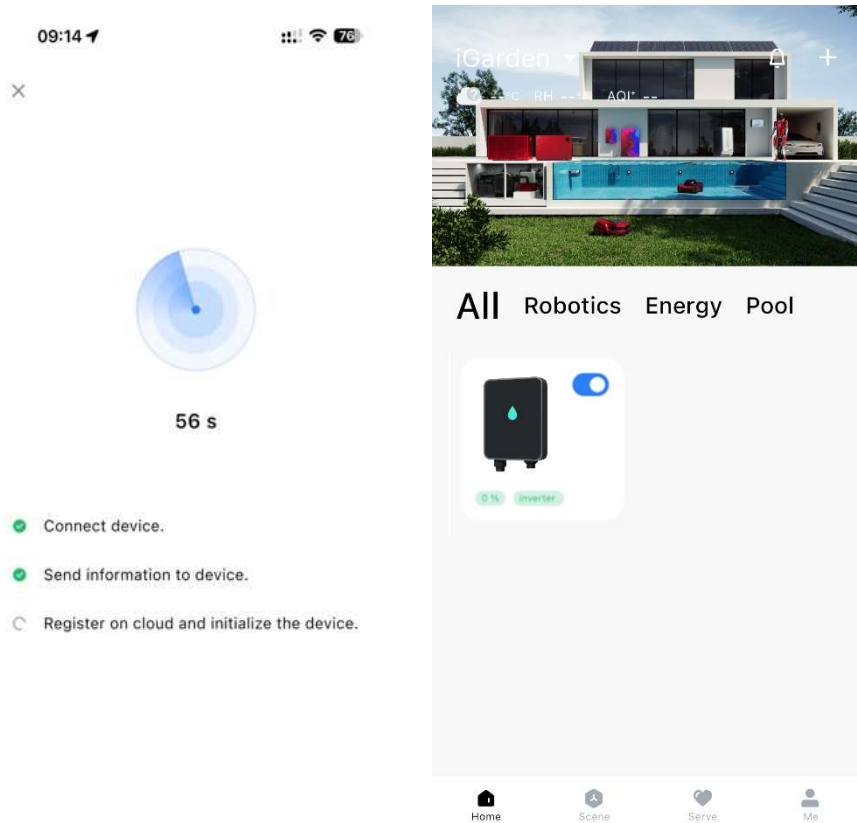 09:14
76
56 s
Connect device.
Send information to device.
Register on cloud and initialize the device.
iGarden
--°C RH --% AQI* --
All Robotics Energy Pool
0 %
inverter
Home Scene Serve Me